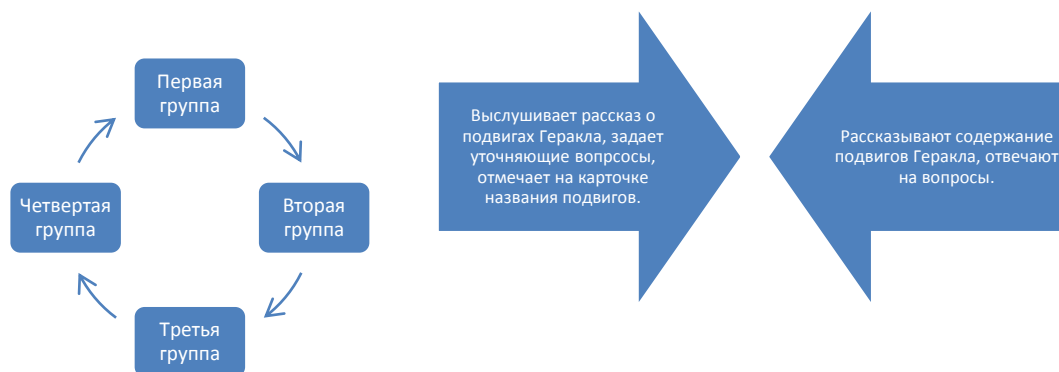 Первая
группа
Вторая
группа
Третья
группа
Четвертая
группа
Выслушивает рассказ о
подвигах Геракла, задает
уточняющие вопрсосы,
отмечает на карточке
названия подвигов.
Рассказывают содержание
подвигов Геракла, отвечают
на вопросы.